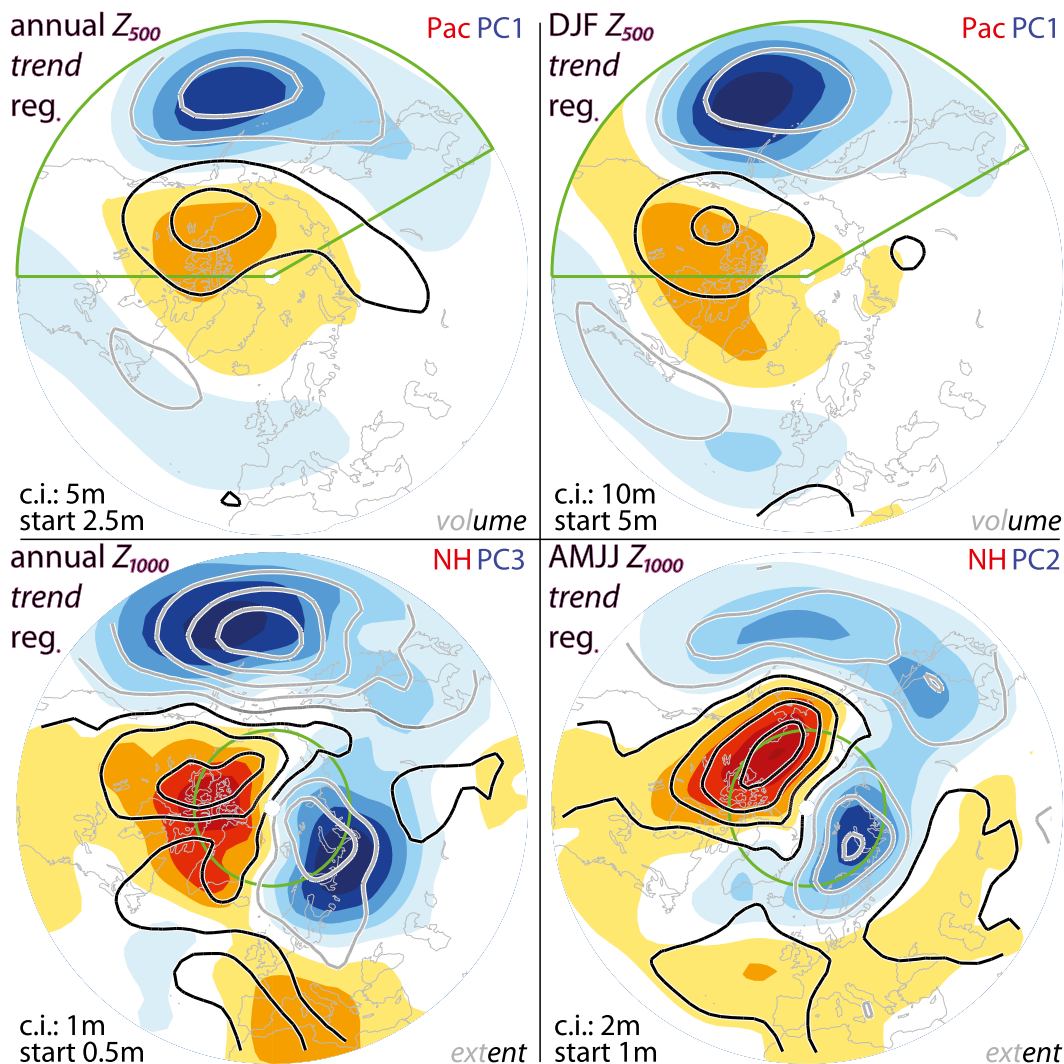 annual Z500 Pac PC1
trend
reg.
c.i.: 5m
start 2.5m volume
DJF Z500 Pac PC1
trend
reg.
c.i.: 10m
start 5m volume
annual Z1000 NH PC3
trend
reg.
c.i.: 1m
start 0.5m extent
AMJJ Z1000 NH PC2
trend
reg.
c.i.: 2m
start 1m extent